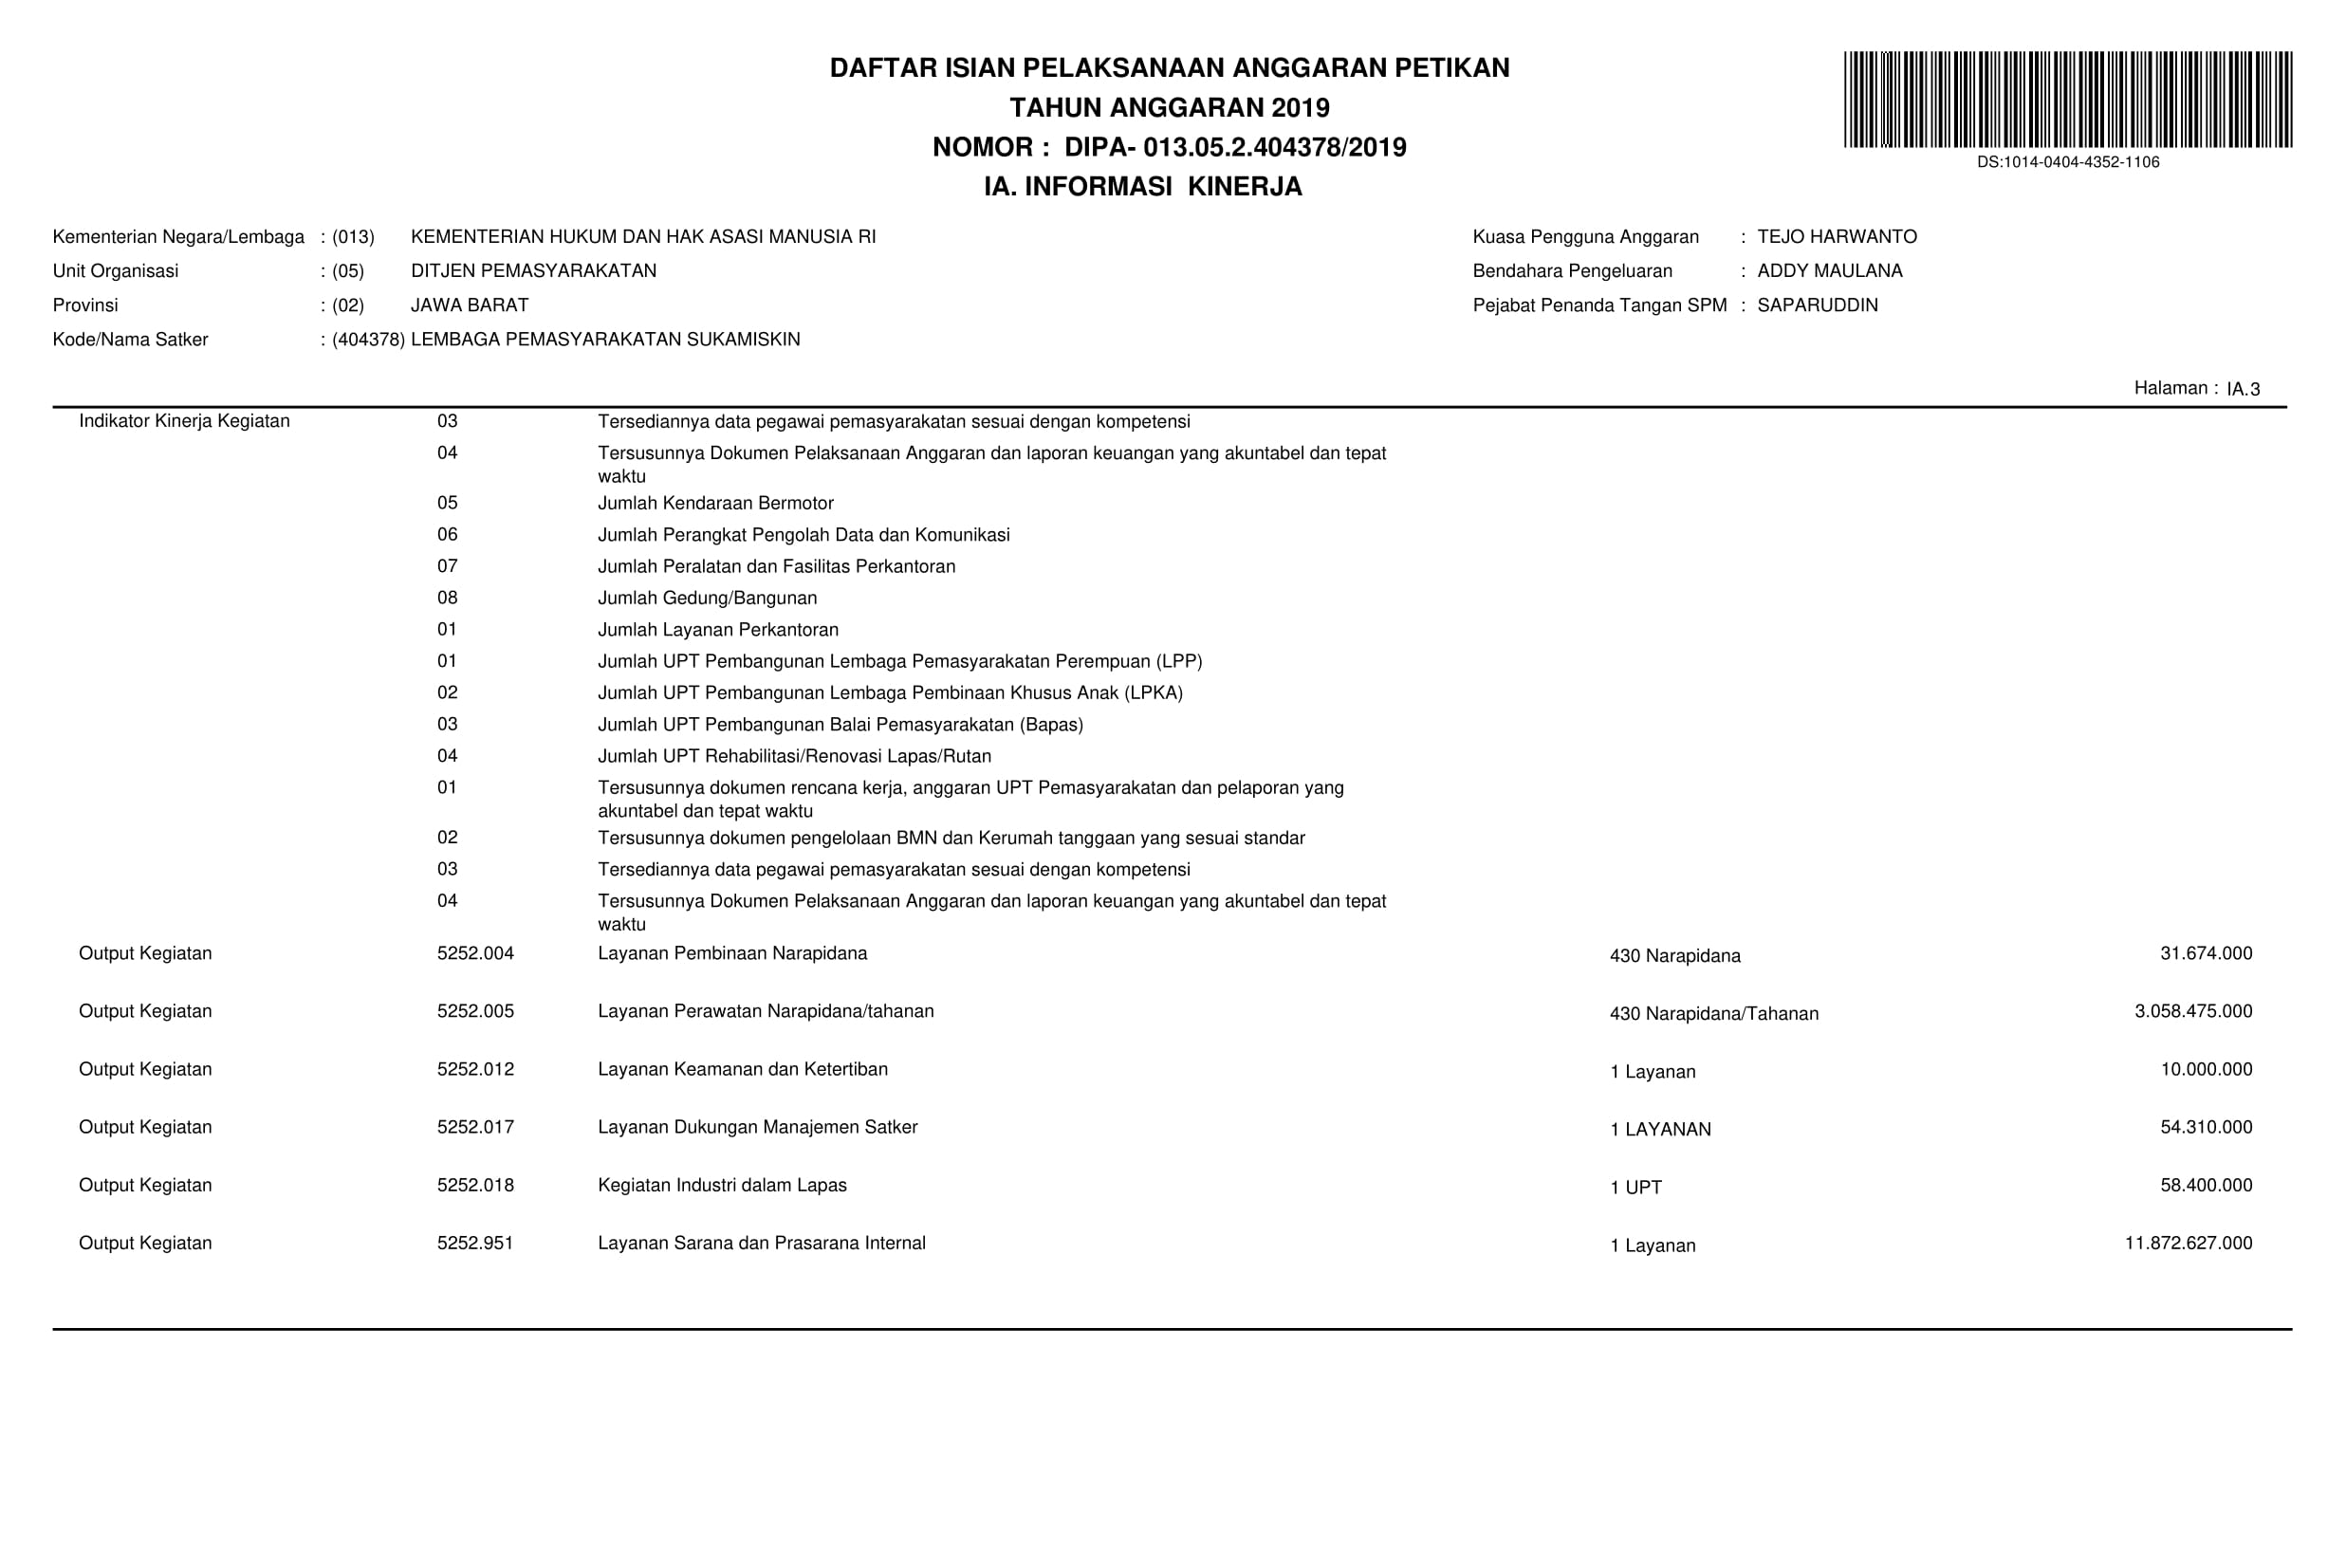 DAFTAR ISIAN PELAKSANAAN ANGGARAN PETIKAN
TAHUN ANGGARAN 2019
NOMOR : DIPA- 013.05.2.404378/2019
IA. INFORMASI KINERJA
DS:1014-0404-4352-1106
Kementerian Negara/Lembaga : (013) KEMENTERIAN HUKUM DAN HAK ASASI MANUSIA RI
Unit Organisasi : (05) DITJEN PEMASYARAKATAN
Provinsi : (02) JAWA BARAT
Kode/Nama Satker : (404378) LEMBAGA PEMASYARAKATAN SUKAMISKIN
Kuasa Pengguna Anggaran : TEJO HARWANTO
Bendahara Pengeluaran : ADDY MAULANA
Pejabat Penanda Tangan SPM : SAPARUDDIN
Halaman : IA.3
Indikator Kinerja Kegiatan 03 Tersediannya data pegawai pemasyarakatan sesuai dengan kompetensi
04 Tersusunnya Dokumen Pelaksanaan Anggaran dan laporan keuangan yang akuntabel dan tepat
waktu
05 Jumlah Kendaraan Bermotor
06 Jumlah Perangkat Pengolah Data dan Komunikasi
07 Jumlah Peralatan dan Fasilitas Perkantoran
08 Jumlah Gedung/Bangunan
01 Jumlah Layanan Perkantoran
01 Jumlah UPT Pembangunan Lembaga Pemasyarakatan Perempuan (LPP)
02 Jumlah UPT Pembangunan Lembaga Pembinaan Khusus Anak (LPKA)
03 Jumlah UPT Pembangunan Balai Pemasyarakatan (Bapas)
04 Jumlah UPT Rehabilitasi/Renovasi Lapas/Rutan
01 Tersusunnya dokumen rencana kerja, anggaran UPT Pemasyarakatan dan pelaporan yang
akuntabel dan tepat waktu
02 Tersusunnya dokumen pengelolaan BMN dan Kerumah tanggaan yang sesuai standar
03 Tersediannya data pegawai pemasyarakatan sesuai dengan kompetensi
04 Tersusunnya Dokumen Pelaksanaan Anggaran dan laporan keuangan yang akuntabel dan tepat
waktu
Output Kegiatan 5252.004 Layanan Pembinaan Narapidana 430 Narapidana 31.674.000
Output Kegiatan 5252.005 Layanan Perawatan Narapidana/tahanan 430 Narapidana/Tahanan 3.058.475.000
Output Kegiatan 5252.012 Layanan Keamanan dan Ketertiban 1 Layanan 10.000.000
Output Kegiatan 5252.017 Layanan Dukungan Manajemen Satker 1 LAYANAN 54.310.000
Output Kegiatan 5252.018 Kegiatan Industri dalam Lapas 1 UPT 58.400.000
Output Kegiatan 5252.951 Layanan Sarana dan Prasarana Internal 1 Layanan 11.872.627.000